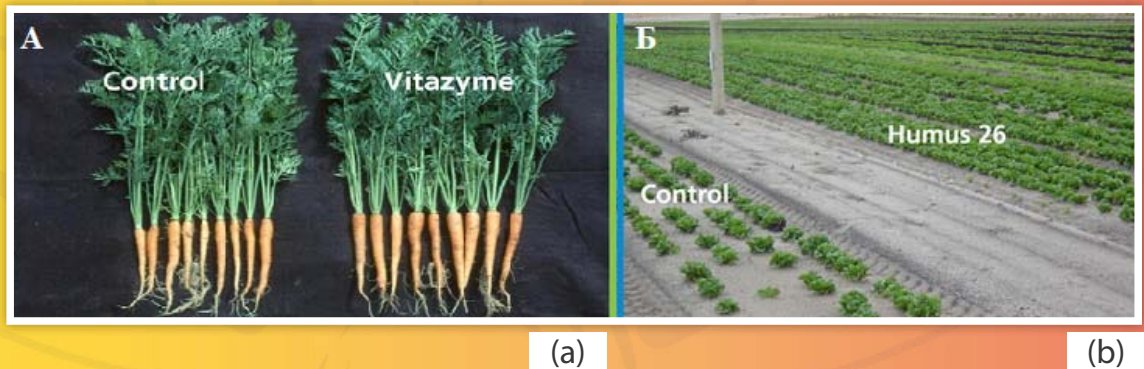 А
Control
Vitazyme
Б
Humus 26
Control
(a)
(b)